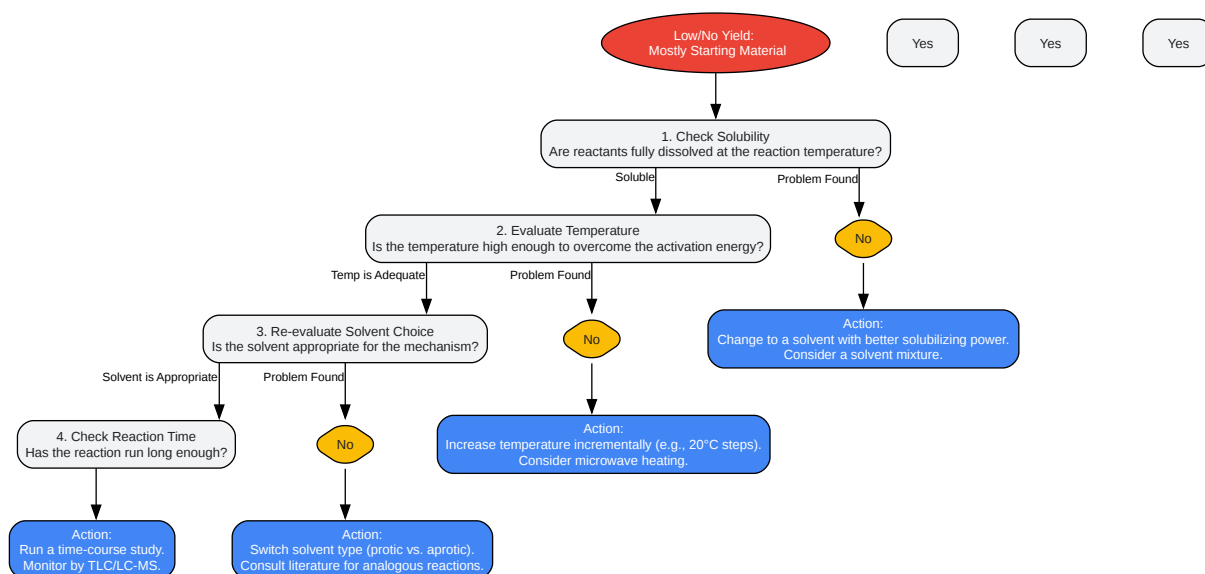 Low/No Yield:
Mostly Starting Material
Yes
Yes
Yes
1. Check Solubility
Are reactants fully dissolved at the reaction temperature?
Soluble
Problem Found
2. Evaluate Temperature
Is the temperature high enough to overcome the activation energy?
No
Temp is Adequate
Problem Found
3. Re-evaluate Solvent Choice
Is the solvent appropriate for the mechanism?
No
Action:
Change to a solvent with better solubilizing power.
Consider a solvent mixture.
Solvent is Appropriate
Problem Found
4. Check Reaction Time
Has the reaction run long enough?
No
Action:
Increase temperature incrementally (e.g., 20°C steps).
Consider microwave heating.
Action:
Run a time-course study.
Monitor by TLC/LC-MS.
Action:
Switch solvent type (protic vs. aprotic).
Consult literature for analogous reactions.